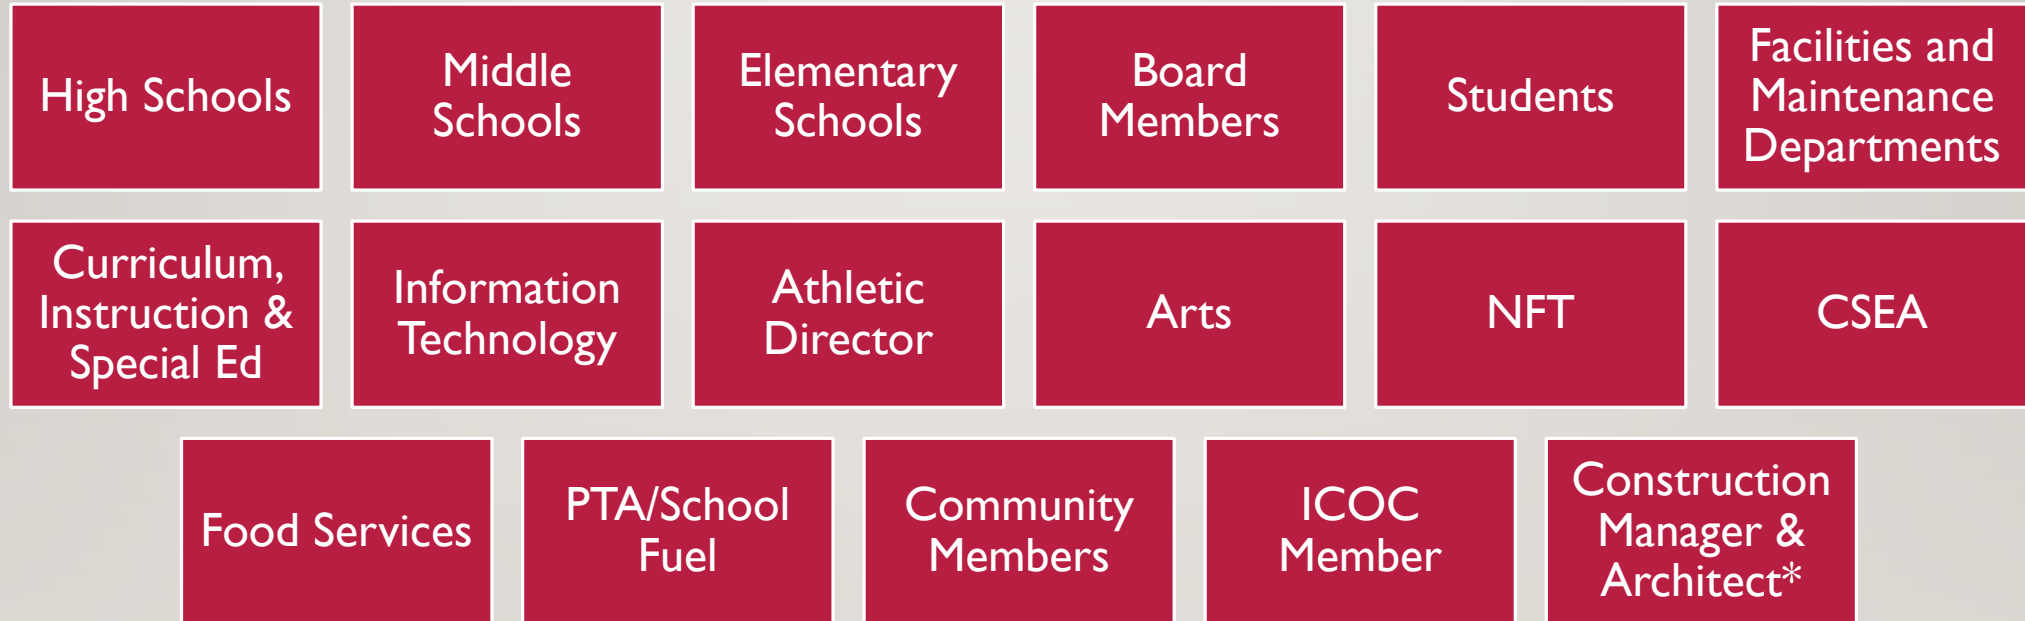 High Schools
Middle
Schools
Elementary
Schools
Board
Members
Students
Facilities and
Maintenance
Departments
Curriculum,
Instruction &
Special Ed
Information
Technology
Athletic
Director
Arts
NFT
CSEA
Food Services
PTA/School
Fuel
Community
Members
ICOC
Member
Construction
Manager &
Architect*